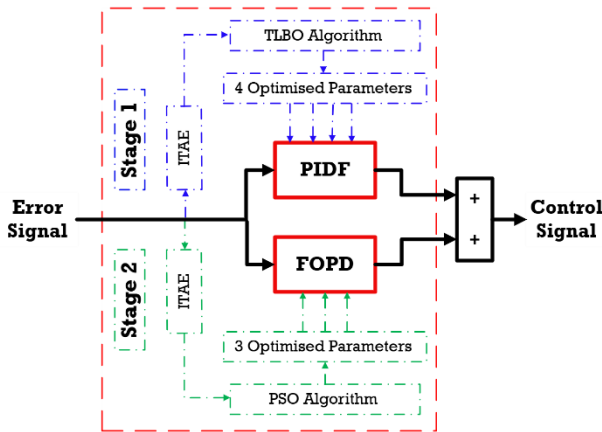 TLBO Algorithm
4 Optimised Parameters
Stage 1
ITAE
PIDF
Error
Signal
+
+
Control
Signal
FOPD
Stage 2
ITAE
3 Optimised Parameters
PSO Algorithm